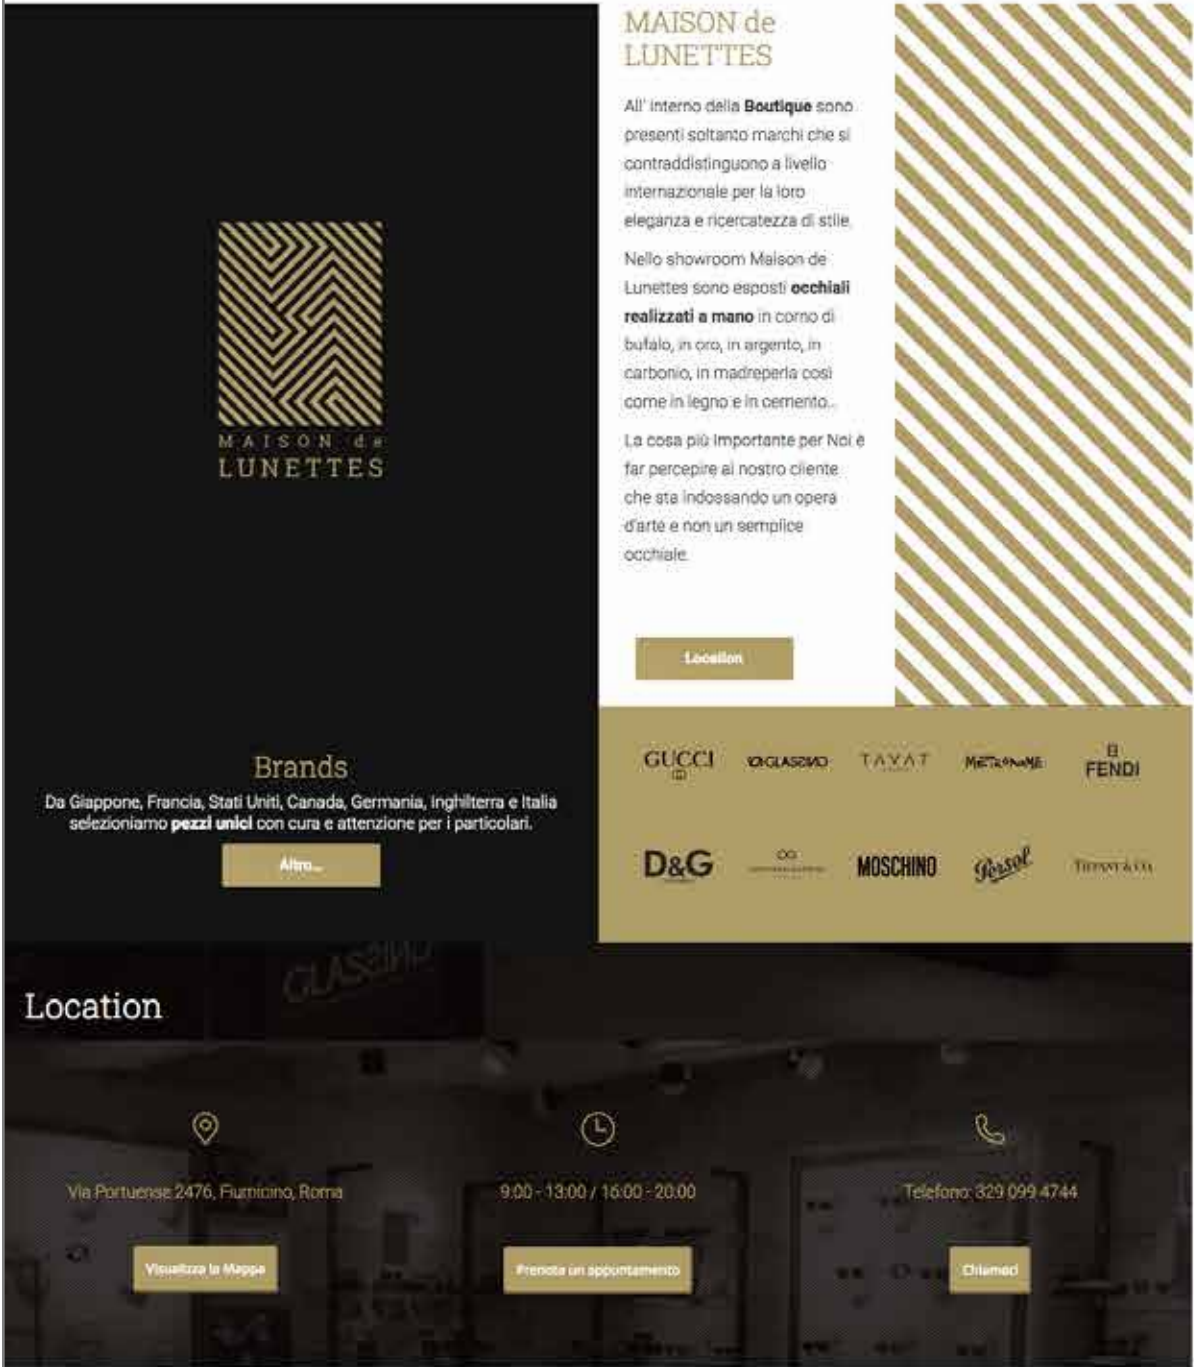 MAISON de
LUNETTES
All' interno della Boutique sono
presenti soltanto marchi che si
contraddistinguono a livello
internazionale per la loro
eleganza e ricercatezza di stile.
Nello showroom Maison de
Lunettes sono esposti occhiali
realizzati a mano in corno di
bufalo, in oro, in argento, in
carbonio, in madreperla così
come in legno e in cemento...
La cosa più Importante per Noi è
far percepire al nostro cliente
che sta indossando un opera
d'arte e non un semplice
occhiale.
Location
MAISON de
LUNETTES
Brands
Da Giappone, Francia, Stati Uniti, Canada, Germania, Inghilterra e Italia
selezioniamo pezzi unici con cura e attenzione per i particolari.
Altro...
GUCCI
GLASSING
TAVAT
METRONOME
FENDI
D&G
MOSCHINO
Persol
TIFFANY & CO.
GLASSING
Location
Via Portuense 2476, Fiumicino, Roma
9:00 - 13:00 / 16:00 - 20:00
Telefono: 329 099 4744
Visualizza la Mappa
Prenota un appuntamento
Chiamaci